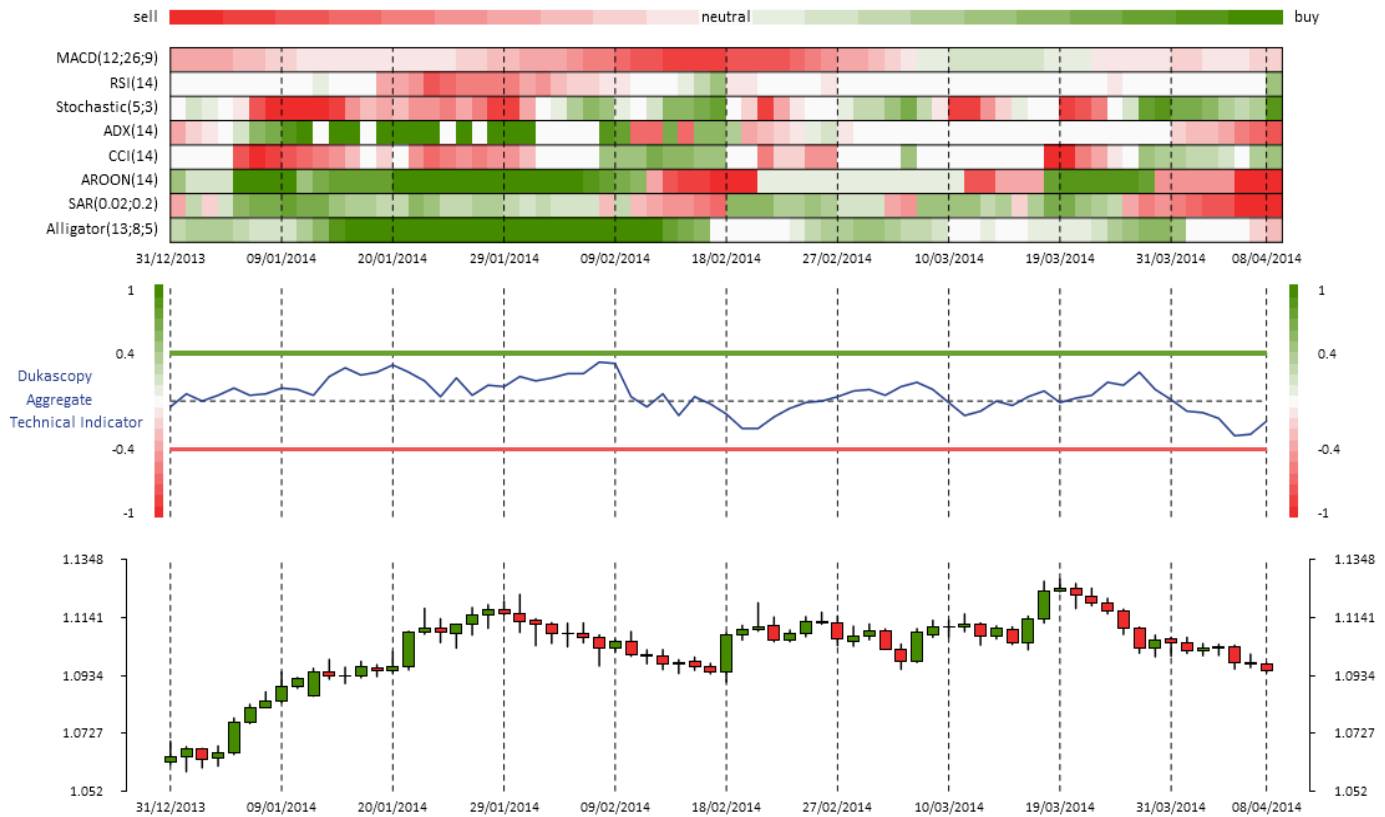 sell neutral buy
MACD(12;26;9)
RSI(14)
Stochastic(5;3)
ADX(14)
CCI(14)
AROON(14)
SAR(0.02;0.2)
Alligator(13;8;5)
31/12/2013 09/01/2014 20/01/2014 29/01/2014 09/02/2014 18/02/2014 27/02/2014 10/03/2014 19/03/2014 31/03/2014 08/04/2014
1 1
0.4 0.4
Dukascopy
Aggregate
Technical Indicator
-0.4 -0.4
-1 -1
1.1348 1.1348
1.1141 1.1141
1.0934 1.0934
1.0727 1.0727
1.052 1.052
31/12/2013 09/01/2014 20/01/2014 29/01/2014 09/02/2014 18/02/2014 27/02/2014 10/03/2014 19/03/2014 31/03/2014 08/04/2014